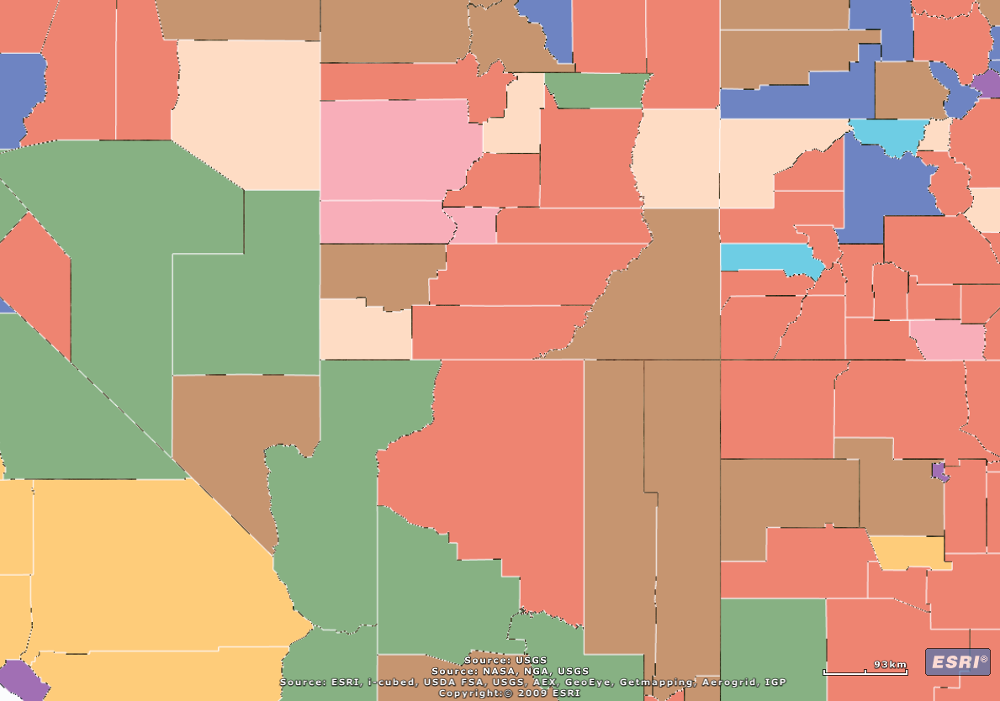 Source: USGS
93km
ESRI®
Source: NASA, NGA, USGS
Source: ESRI, i-cubed, USDA FSA, USGS, AEX, GeoEye, Getmapping, Aerogrid, IGP
Copyright:© 2009 ESRI